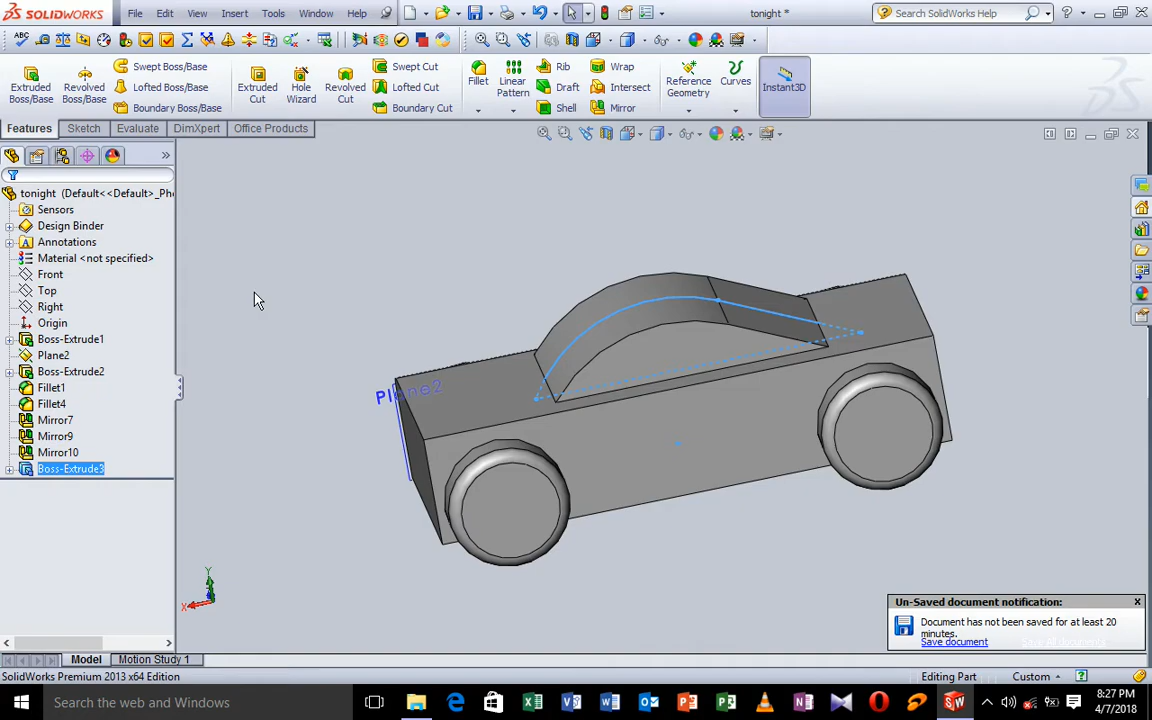 SOLIDWORKS File Edit View Insert Tools Window Help tonight * Search SolidWorks Help
Extruded Boss/Base
Revolved Boss/Base
Swept Boss/Base
Lofted Boss/Base
Boundary Boss/Base
Extruded Cut
Hole Wizard
Revolved Cut
Swept Cut
Lofted Cut
Boundary Cut
Fillet
Linear Pattern
Rib
Draft
Shell
Wrap
Intersect
Mirror
Reference Geometry
Curves
Instant3D
Features Sketch Evaluate DimXpert Office Products
tonight (Default<<Default>_Pho
Sensors
Design Binder
Annotations
Material <not specified>
Front
Top
Right
Origin
Boss-Extrude1
Plane2
Boss-Extrude2
Fillet1
Fillet4
Mirror7
Mirror9
Mirror10
Boss-Extrude3
Plane2
Y
X
Un-Saved document notification:
Document has not been saved for at least 20
minutes.
Save document Save All documents
Model Motion Study 1
SolidWorks Premium 2013 x64 Edition Editing Part Custom
Search the web and Windows
8:27 PM
4/7/2018